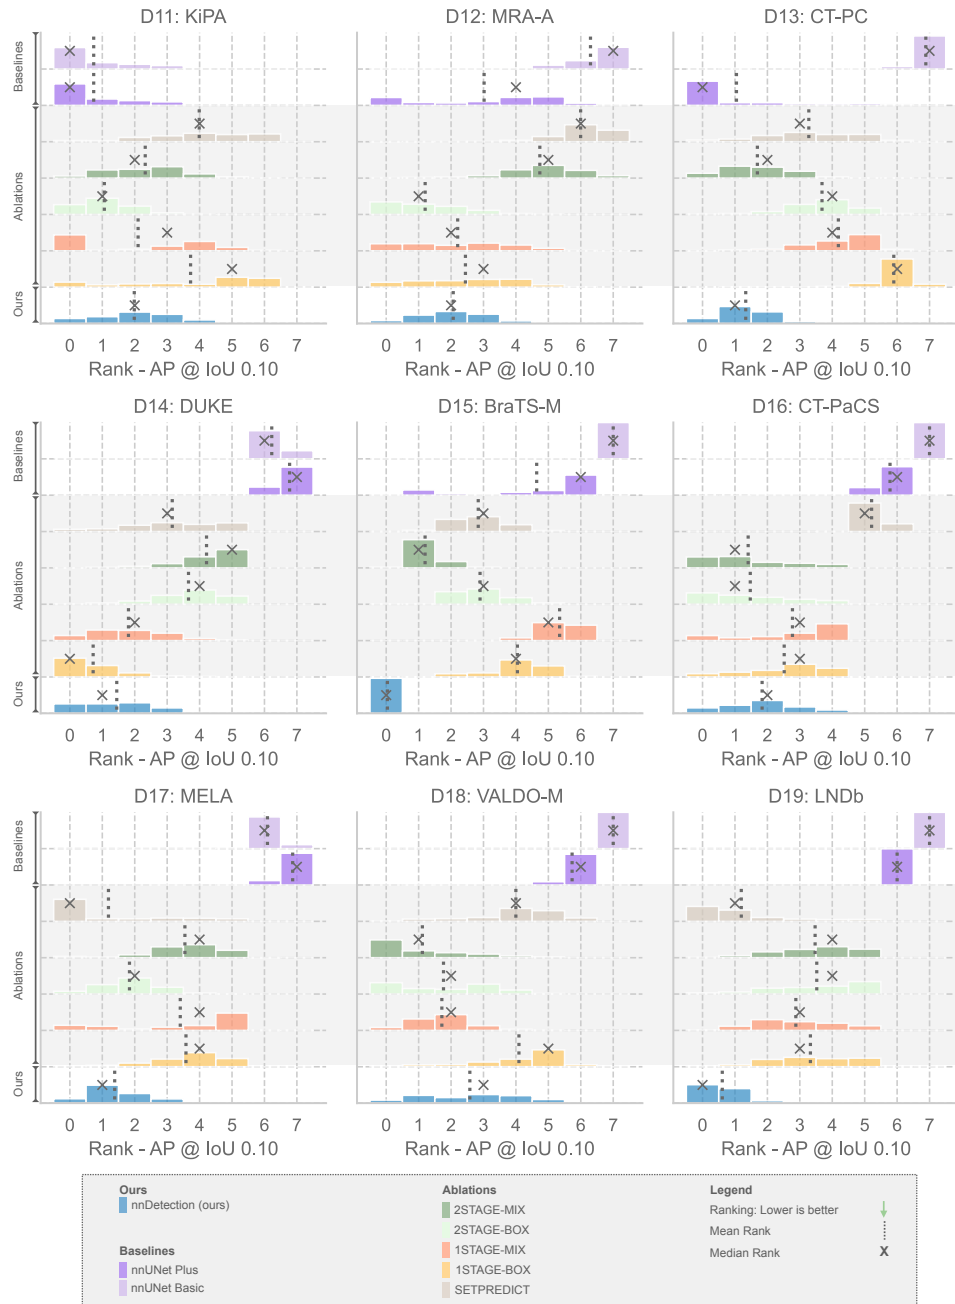 D11: KiPA
D12: MRA-A
D13: CT-PC
Baselines
Ablations
Ours
0 1 2 3 4 5 6 7
0 1 2 3 4 5 6 7
0 1 2 3 4 5 6 7
Rank - AP @ IoU 0.10
Rank - AP @ IoU 0.10
Rank - AP @ IoU 0.10
D14: DUKE
D15: BraTS-M
D16: CT-PaCS
Baselines
Ablations
Ours
0 1 2 3 4 5 6 7
0 1 2 3 4 5 6 7
0 1 2 3 4 5 6 7
Rank - AP @ IoU 0.10
Rank - AP @ IoU 0.10
Rank - AP @ IoU 0.10
D17: MELA
D18: VALDO-M
D19: LNDb
Baselines
Ablations
Ours
0 1 2 3 4 5 6 7
0 1 2 3 4 5 6 7
0 1 2 3 4 5 6 7
Rank - AP @ IoU 0.10
Rank - AP @ IoU 0.10
Rank - AP @ IoU 0.10
Ours
nnDetection (ours)
Baselines
nnUNet Plus
nnUNet Basic
Ablations
2STAGE-MIX
2STAGE-BOX
1STAGE-MIX
1STAGE-BOX
SETPREDICT
Legend
Ranking: Lower is better
Mean Rank
Median Rank X